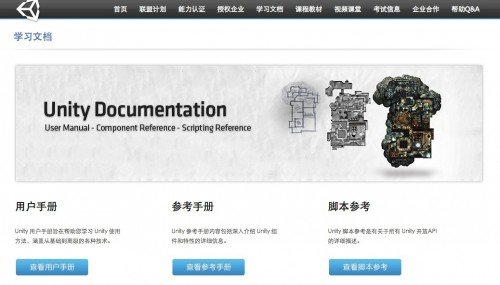 首页 联盟计划 能力认证 授权企业 学习文档 课程教材 视频课堂 考试信息 企业合作 帮助Q&A
学习文档
Unity Documentation
User Manual - Component Reference - Scripting Reference
用户手册
Unity 用户手册旨在帮助您学习 Unity 使用
方法，涵盖从基础到高级的各种技术。
查看用户手册
参考手册
Unity 参考手册内容包括深入介绍 Unity 组
件和特性的详细信息。
查看参考手册
脚本参考
Unity 脚本参考是有关于所有 Unity 开放API
的详细描述。
查看脚本参考